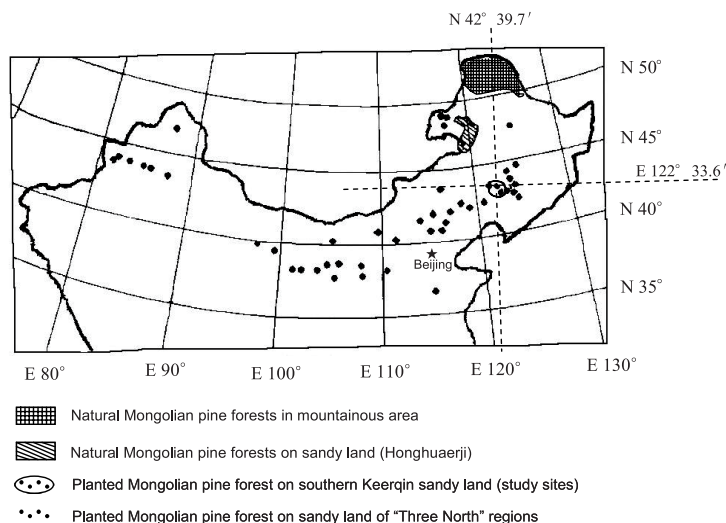 N 42° 39.7′
N 50°
N 45°
E 122° 33.6′
N 40°
Beijing
N 35°
E 80°
E 90°
E 100°
E 110°
E 120°
E 130°
Natural Mongolian pine forests in mountainous area
Natural Mongolian pine forests on sandy land (Honghuaerji)
Planted Mongolian pine forest on southern Keerqin sandy land (study sites)
Planted Mongolian pine forest on sandy land of “Three North” regions